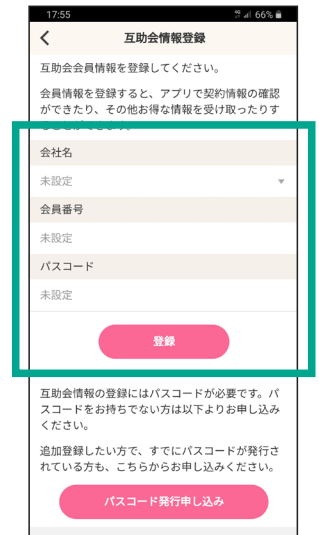 17:55
4G 66%
互助会情報登録
互助会会員情報を登録してください。
会員情報を登録すると、アプリで契約情報の確認
ができたり、その他お得な情報を受け取ったりす
会社名
未設定
会員番号
未設定
パスコード
未設定
登録
互助会情報の登録にはパスコードが必要です。パ
スコードをお持ちでない方は以下よりお申し込み
ください。
追加登録したい方で、すでにパスコードが発行さ
れている方も、こちらからお申し込みください。
パスコード発行申し込み